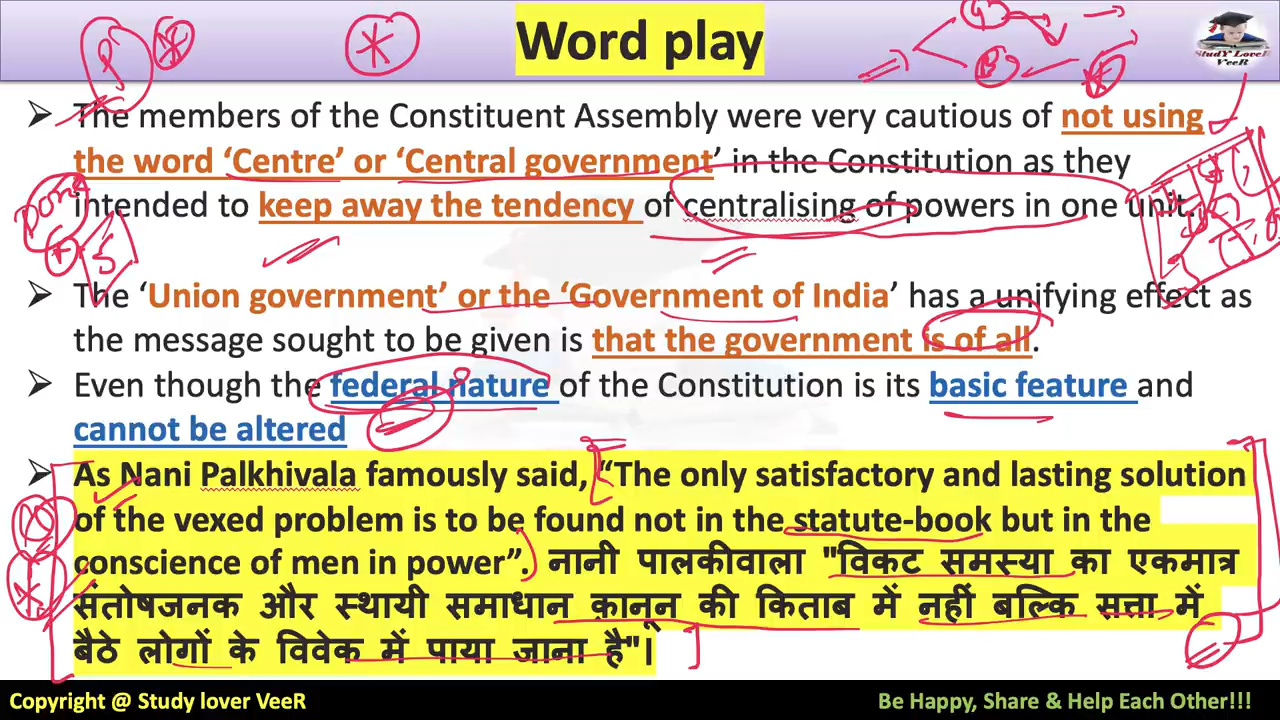 Word play
StudY LoveR
VeeR
➢ The members of the Constituent Assembly were very cautious of not using
the word ‘Centre’ or ‘Central government’ in the Constitution as they
intended to keep away the tendency of centralising of powers in one unit.
➢ The ‘Union government’ or the ‘Government of India’ has a unifying effect as
the message sought to be given is that the government is of all.
➢ Even though the federal nature of the Constitution is its basic feature and
cannot be altered
➢ As Nani Palkhivala famously said, “The only satisfactory and lasting solution
of the vexed problem is to be found not in the statute-book but in the
conscience of men in power”. नानी पालकीवाला "विकट समस्या का एकमात्र
संतोषजनक और स्थायी समाधान क़ानून की किताब में नहीं बल्कि सत्ता में
बैठे लोगों के विवेक में पाया जाना है"।
Copyright @ Study lover VeeR
Be Happy, Share & Help Each Other!!!